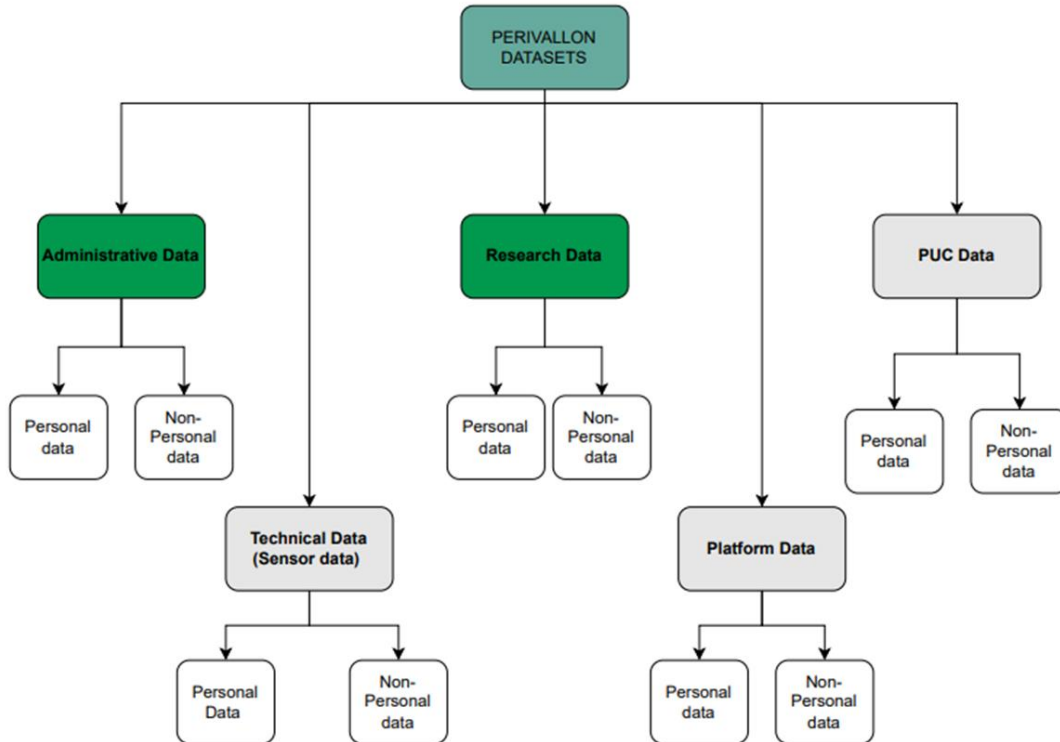 PERIVALLON
DATASETS
Administrative Data
Research Data
PUC Data
Personal
data
Non-
Personal
data
Personal
data
Non-
Personal
data
Personal
data
Non-
Personal
data
Technical Data
(Sensor data)
Platform Data
Personal
Data
Non-
Personal
data
Personal
data
Non-
Personal
data